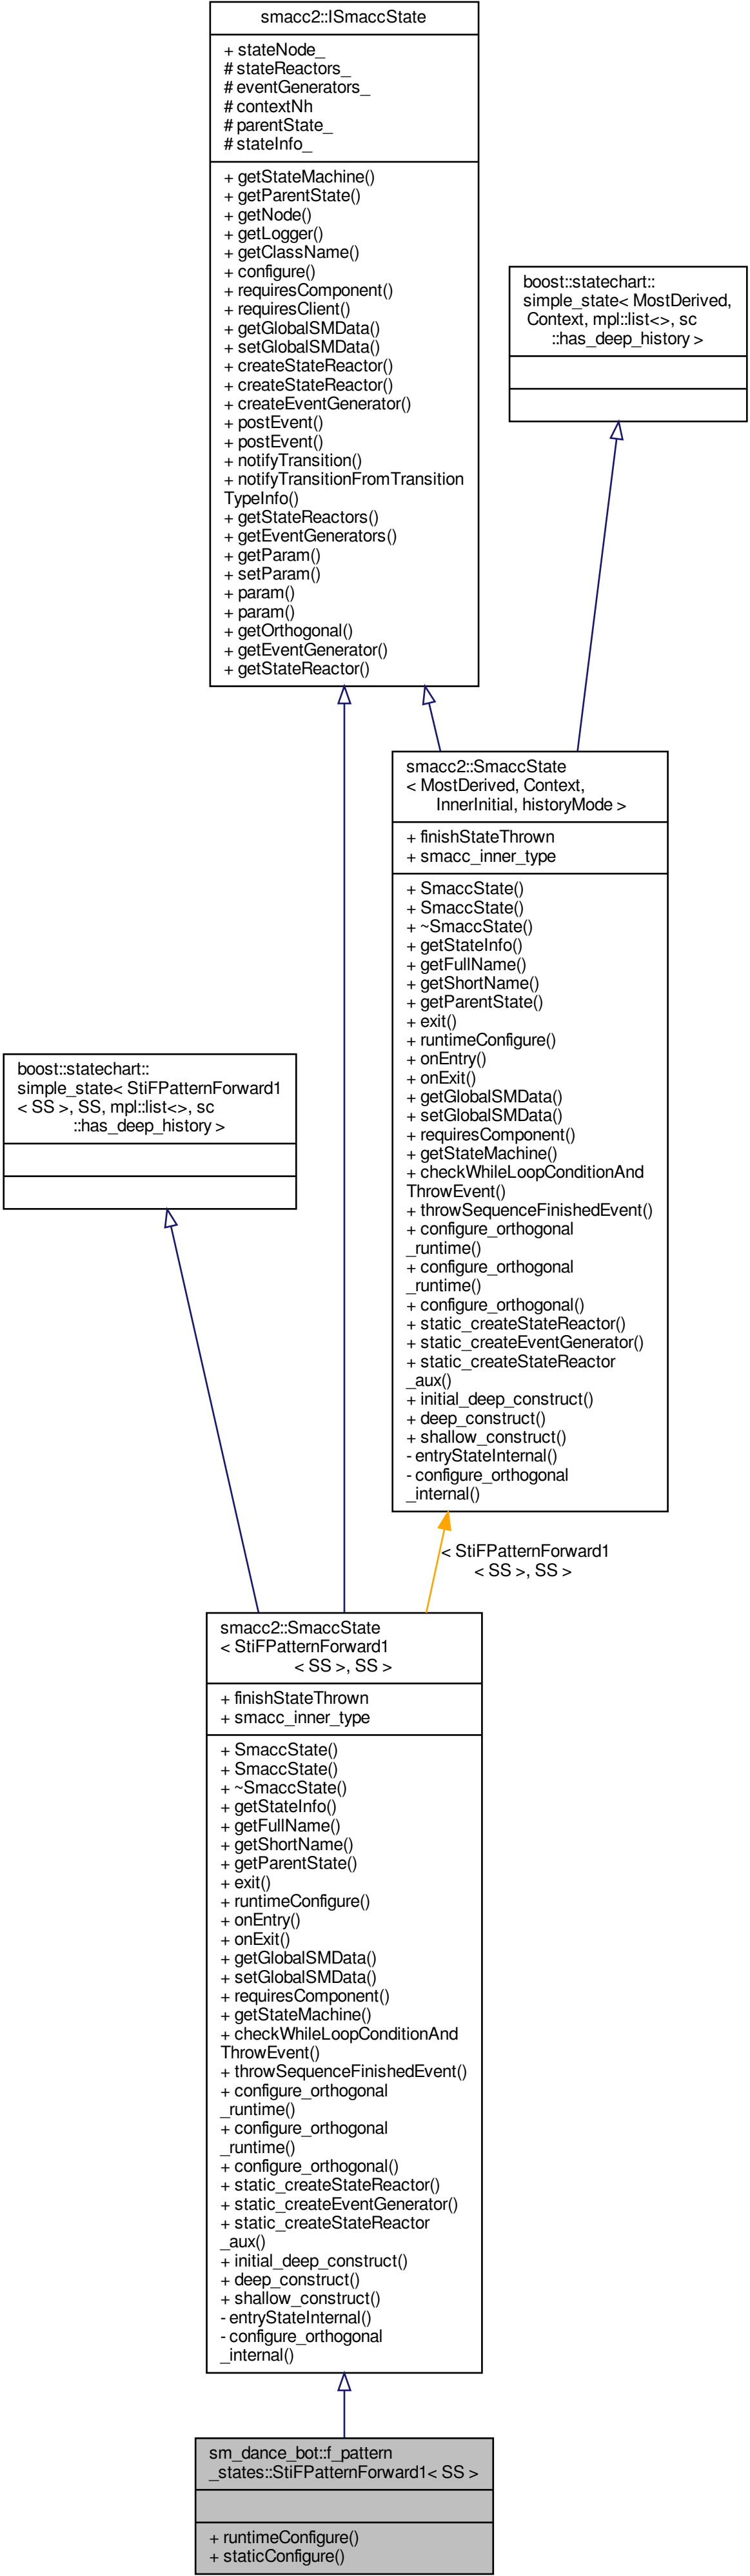 smacc2::ISmaccState
+ stateNode_
# stateReactors_
# eventGenerators_
# contextNh
# parentState_
# stateInfo_
+ getStateMachine()
+ getParentState()
+ getNode()
+ getLogger()
+ getClassName()
+ configure()
+ requiresComponent()
+ requiresClient()
+ getGlobalSMData()
+ setGlobalSMData()
+ createStateReactor()
+ createStateReactor()
+ createEventGenerator()
+ postEvent()
+ postEvent()
+ notifyTransition()
+ notifyTransitionFromTransition
TypeInfo()
+ getStateReactors()
+ getEventGenerators()
+ getParam()
+ setParam()
+ param()
+ param()
+ getOrthogonal()
+ getEventGenerator()
+ getStateReactor()
boost::statechart::
simple_state< MostDerived,
Context, mpl::list<>, sc
::has_deep_history >
smacc2::SmaccState
< MostDerived, Context,
InnerInitial, historyMode >
+ finishStateThrown
+ smacc_inner_type
+ SmaccState()
+ SmaccState()
+ ~SmaccState()
+ getStateInfo()
+ getFullName()
+ getShortName()
+ getParentState()
+ exit()
+ runtimeConfigure()
+ onEntry()
+ onExit()
+ getGlobalSMData()
+ setGlobalSMData()
+ requiresComponent()
+ getStateMachine()
+ checkWhileLoopConditionAnd
ThrowEvent()
+ throwSequenceFinishedEvent()
+ configure_orthogonal
_runtime()
+ configure_orthogonal
_runtime()
+ configure_orthogonal()
+ static_createStateReactor()
+ static_createEventGenerator()
+ static_createStateReactor
_aux()
+ initial_deep_construct()
+ deep_construct()
+ shallow_construct()
- entryStateInternal()
- configure_orthogonal
_internal()
boost::statechart::
simple_state< StiFPatternForward1
< SS >, SS, mpl::list<>, sc
::has_deep_history >
< StiFPatternForward1
< SS >, SS >
smacc2::SmaccState
< StiFPatternForward1
< SS >, SS >
+ finishStateThrown
+ smacc_inner_type
+ SmaccState()
+ SmaccState()
+ ~SmaccState()
+ getStateInfo()
+ getFullName()
+ getShortName()
+ getParentState()
+ exit()
+ runtimeConfigure()
+ onEntry()
+ onExit()
+ getGlobalSMData()
+ setGlobalSMData()
+ requiresComponent()
+ getStateMachine()
+ checkWhileLoopConditionAnd
ThrowEvent()
+ throwSequenceFinishedEvent()
+ configure_orthogonal
_runtime()
+ configure_orthogonal
_runtime()
+ configure_orthogonal()
+ static_createStateReactor()
+ static_createEventGenerator()
+ static_createStateReactor
_aux()
+ initial_deep_construct()
+ deep_construct()
+ shallow_construct()
- entryStateInternal()
- configure_orthogonal
_internal()
sm_dance_bot::f_pattern
_states::StiFPatternForward1< SS >
+ runtimeConfigure()
+ staticConfigure()